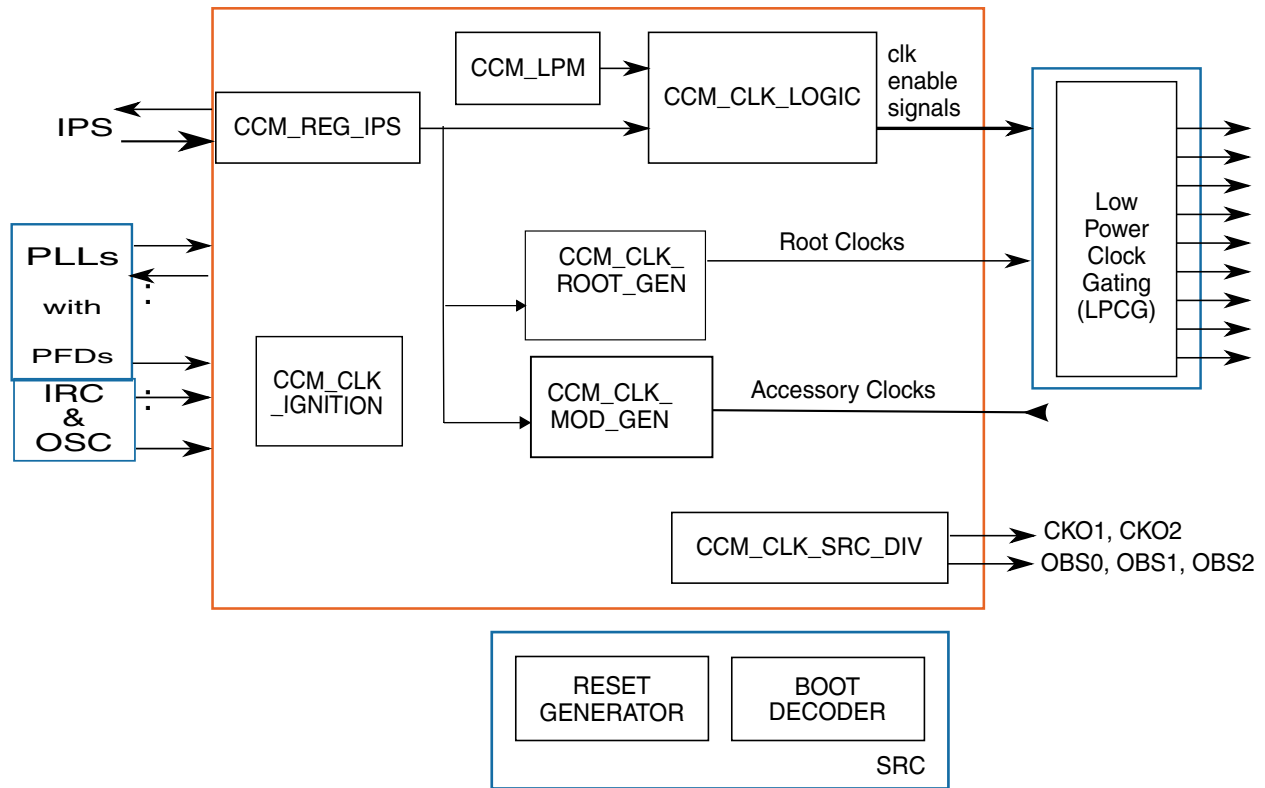 CCM_LPM
CCM_CLK_LOGIC
clk
enable
signals
IPS
CCM_REG_IPS
PLLs
with
PFDs
IRC
&
OSC
:
:
CCM_CLK
_IGNITION
CCM_CLK_
ROOT_GEN
Root Clocks
CCM_CLK_
MOD_GEN
Accessory Clocks
Low
Power
Clock
Gating
(LPCG)
CCM_CLK_SRC_DIV
CKO1, CKO2
OBS0, OBS1, OBS2
RESET
GENERATOR
BOOT
DECODER
SRC